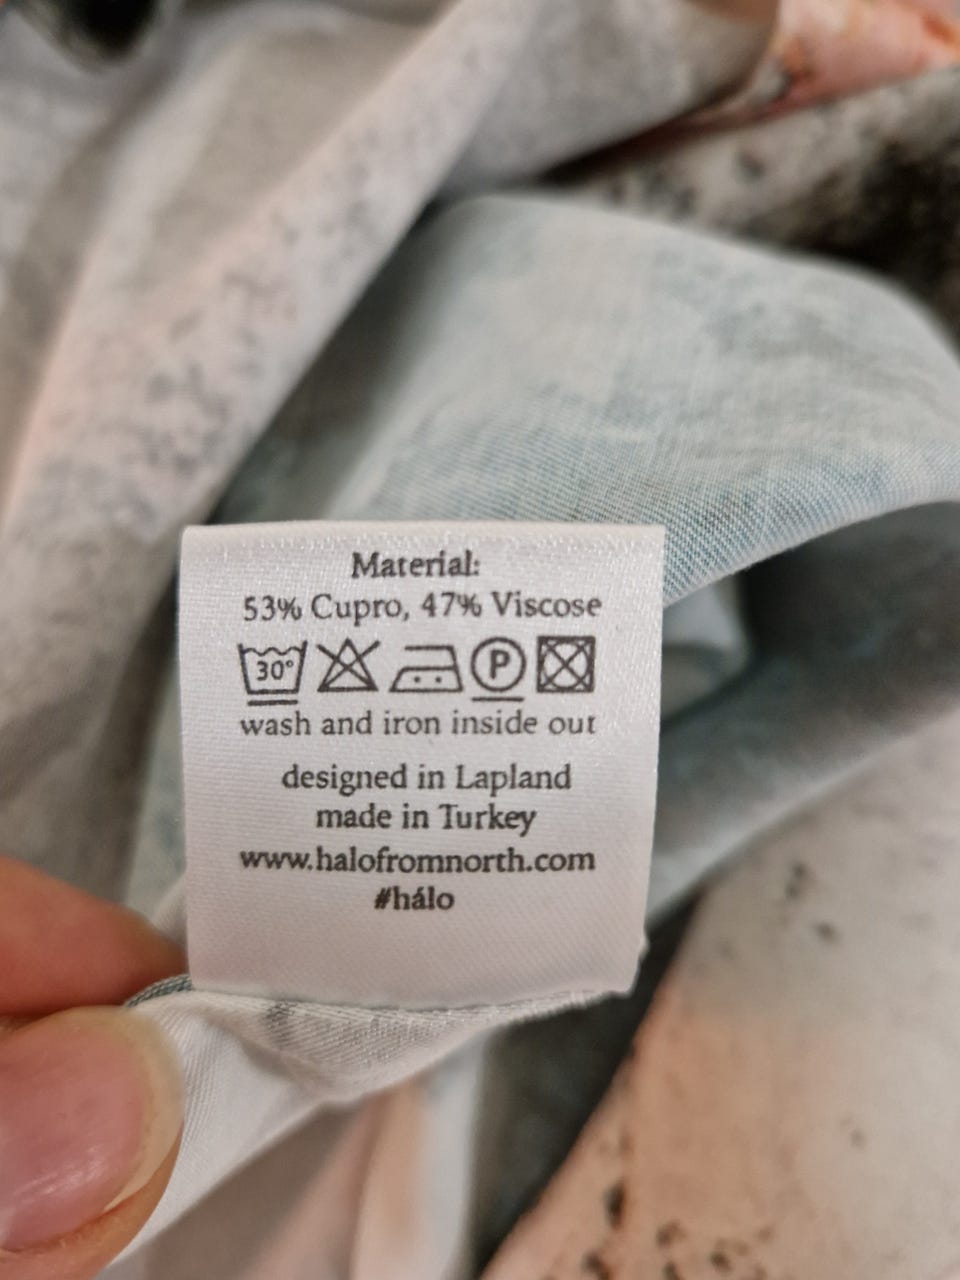 Material:
53% Cupro, 47% Viscose
30° P
wash and iron inside out
designed in Lapland
made in Turkey
www.halofromnorth.com
#hálo